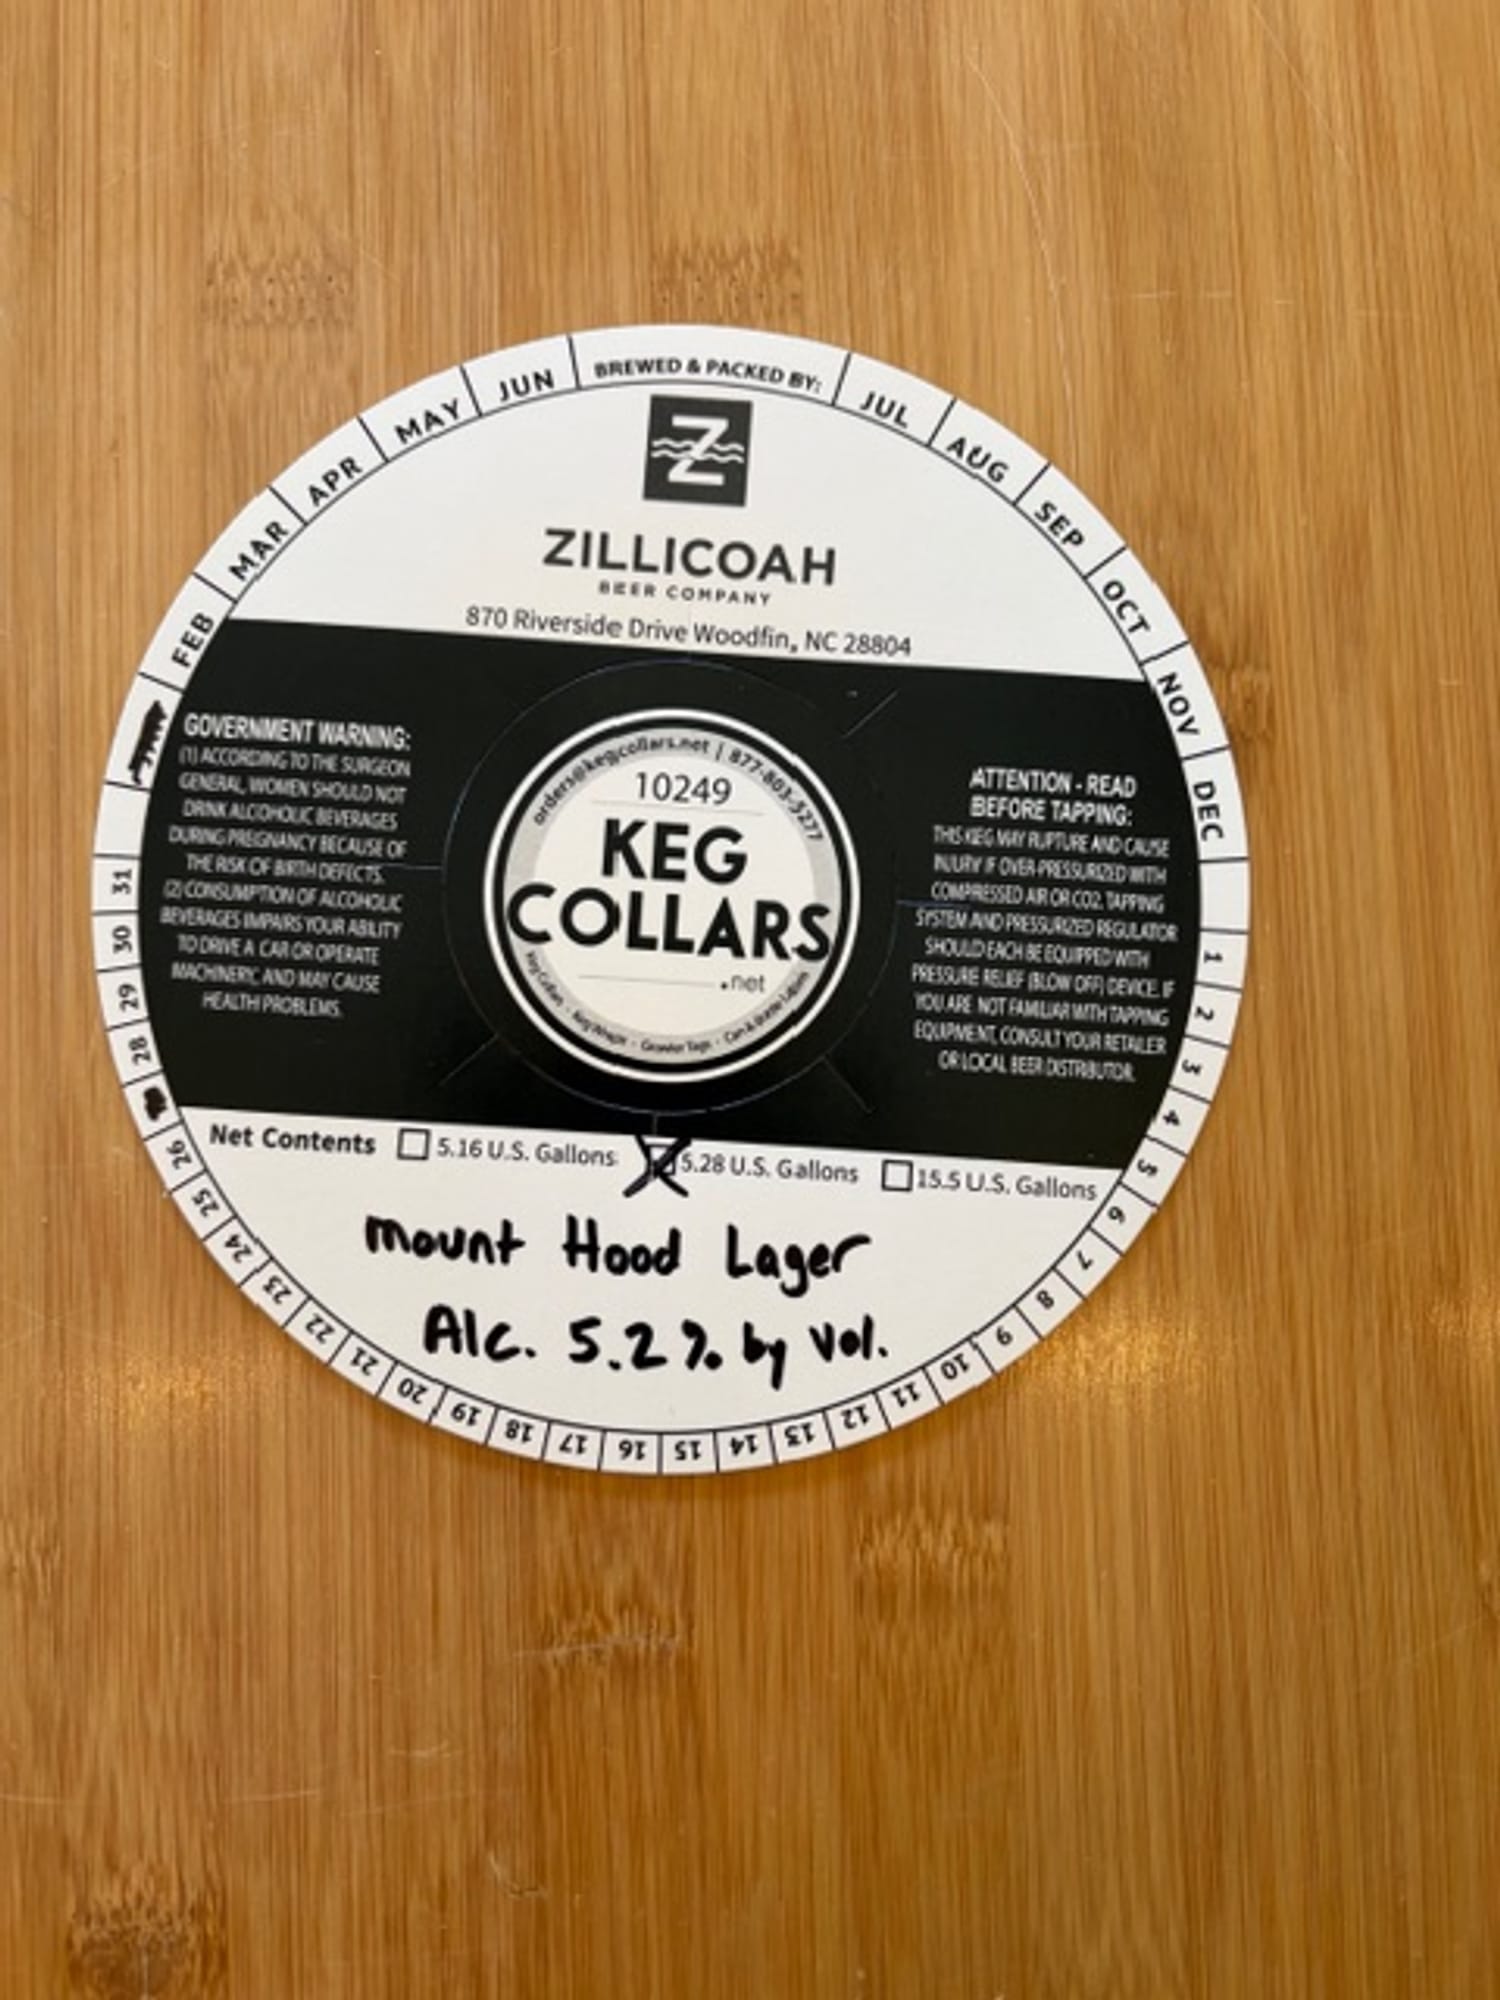 BREWED & PACKED BY:
JUL
AUG
SEP
OCT
NOV
DEC
1
2
3
4
5
6
7
8
9
10
11
12
13
14
15
16
17
18
19
20
21
22
23
24
25
26
28
29
30
31
FEB
MAR
APR
MAY
JUN
Z
ZILLICOAH
BEER COMPANY
870 Riverside Drive Woodfin, NC 28804
GOVERNMENT WARNING:
(1) ACCORDING TO THE SURGEON
GENERAL, WOMEN SHOULD NOT
DRINK ALCOHOLIC BEVERAGES
DURING PREGNANCY BECAUSE OF
THE RISK OF BIRTH DEFECTS.
(2) CONSUMPTION OF ALCOHOLIC
BEVERAGES IMPAIRS YOUR ABILITY
TO DRIVE A CAR OR OPERATE
MACHINERY, AND MAY CAUSE
HEALTH PROBLEMS.
orders@kegcollars.net | 877-803-5277
10249
KEG
COLLARS
.net
Keg Collars - Keg Wraps - Growler Tags - Can & Bottle Labels
ATTENTION - READ
BEFORE TAPPING:
THIS KEG MAY RUPTURE AND CAUSE
INJURY IF OVER-PRESSURIZED WITH
COMPRESSED AIR OR CO2. TAPPING
SYSTEM AND PRESSURIZED REGULATOR
SHOULD EACH BE EQUIPPED WITH
PRESSURE RELIEF (BLOW OFF) DEVICE. IF
YOU ARE NOT FAMILIAR WITH TAPPING
EQUIPMENT, CONSULT YOUR RETAILER
OR LOCAL BEER DISTRIBUTOR.
Net Contents 5.16 U.S. Gallons X 5.28 U.S. Gallons 15.5 U.S. Gallons
Mount Hood Lager
Alc. 5.2% by vol.